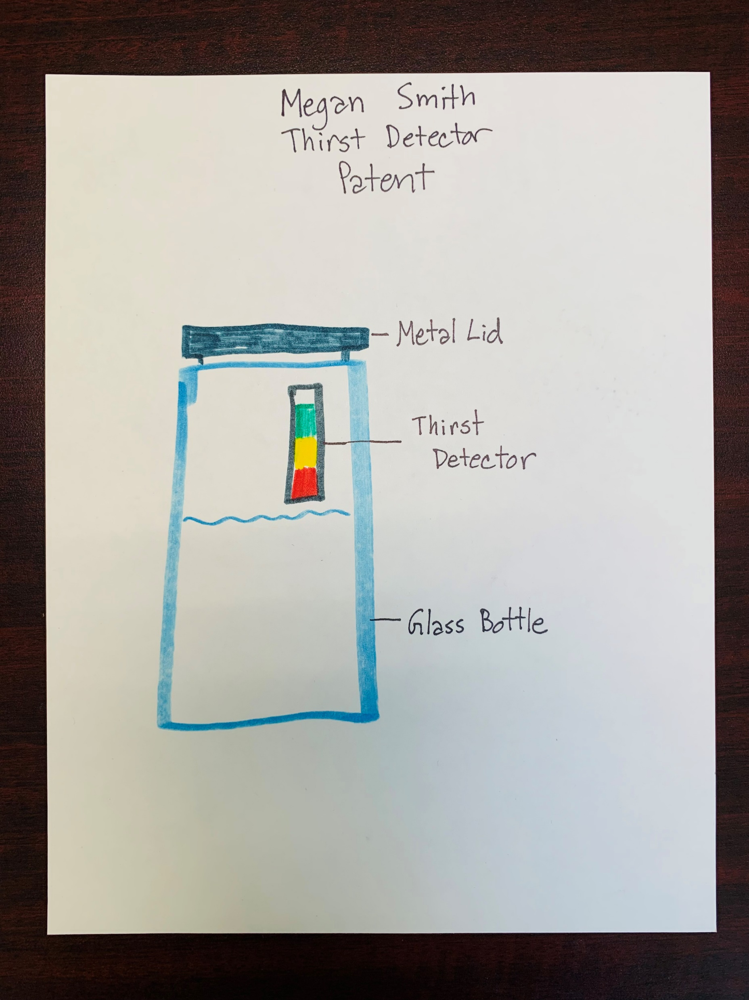 Megan Smith
Thirst Detector
Patent
Metal Lid
Thirst
Detector
Glass Bottle